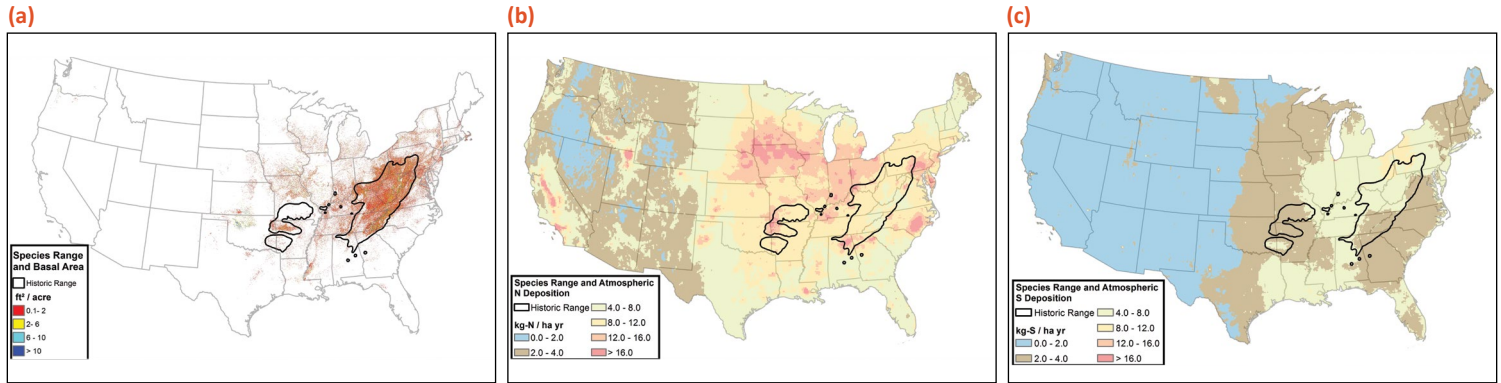 (a)
Species Range
and Basal Area
Historic Range
ft² / acre
0.1- 2
2- 6
6 - 10
> 10
(b)
Species Range and Atmospheric
N Deposition
Historic Range
kg-N / ha yr
0.0 - 2.0
2.0 - 4.0
4.0 - 8.0
8.0 - 12.0
12.0 - 16.0
> 16.0
(c)
Species Range and Atmospheric
S Deposition
Historic Range
kg-S / ha yr
0.0 - 2.0
2.0 - 4.0
4.0 - 8.0
8.0 - 12.0
12.0 - 16.0
> 16.0